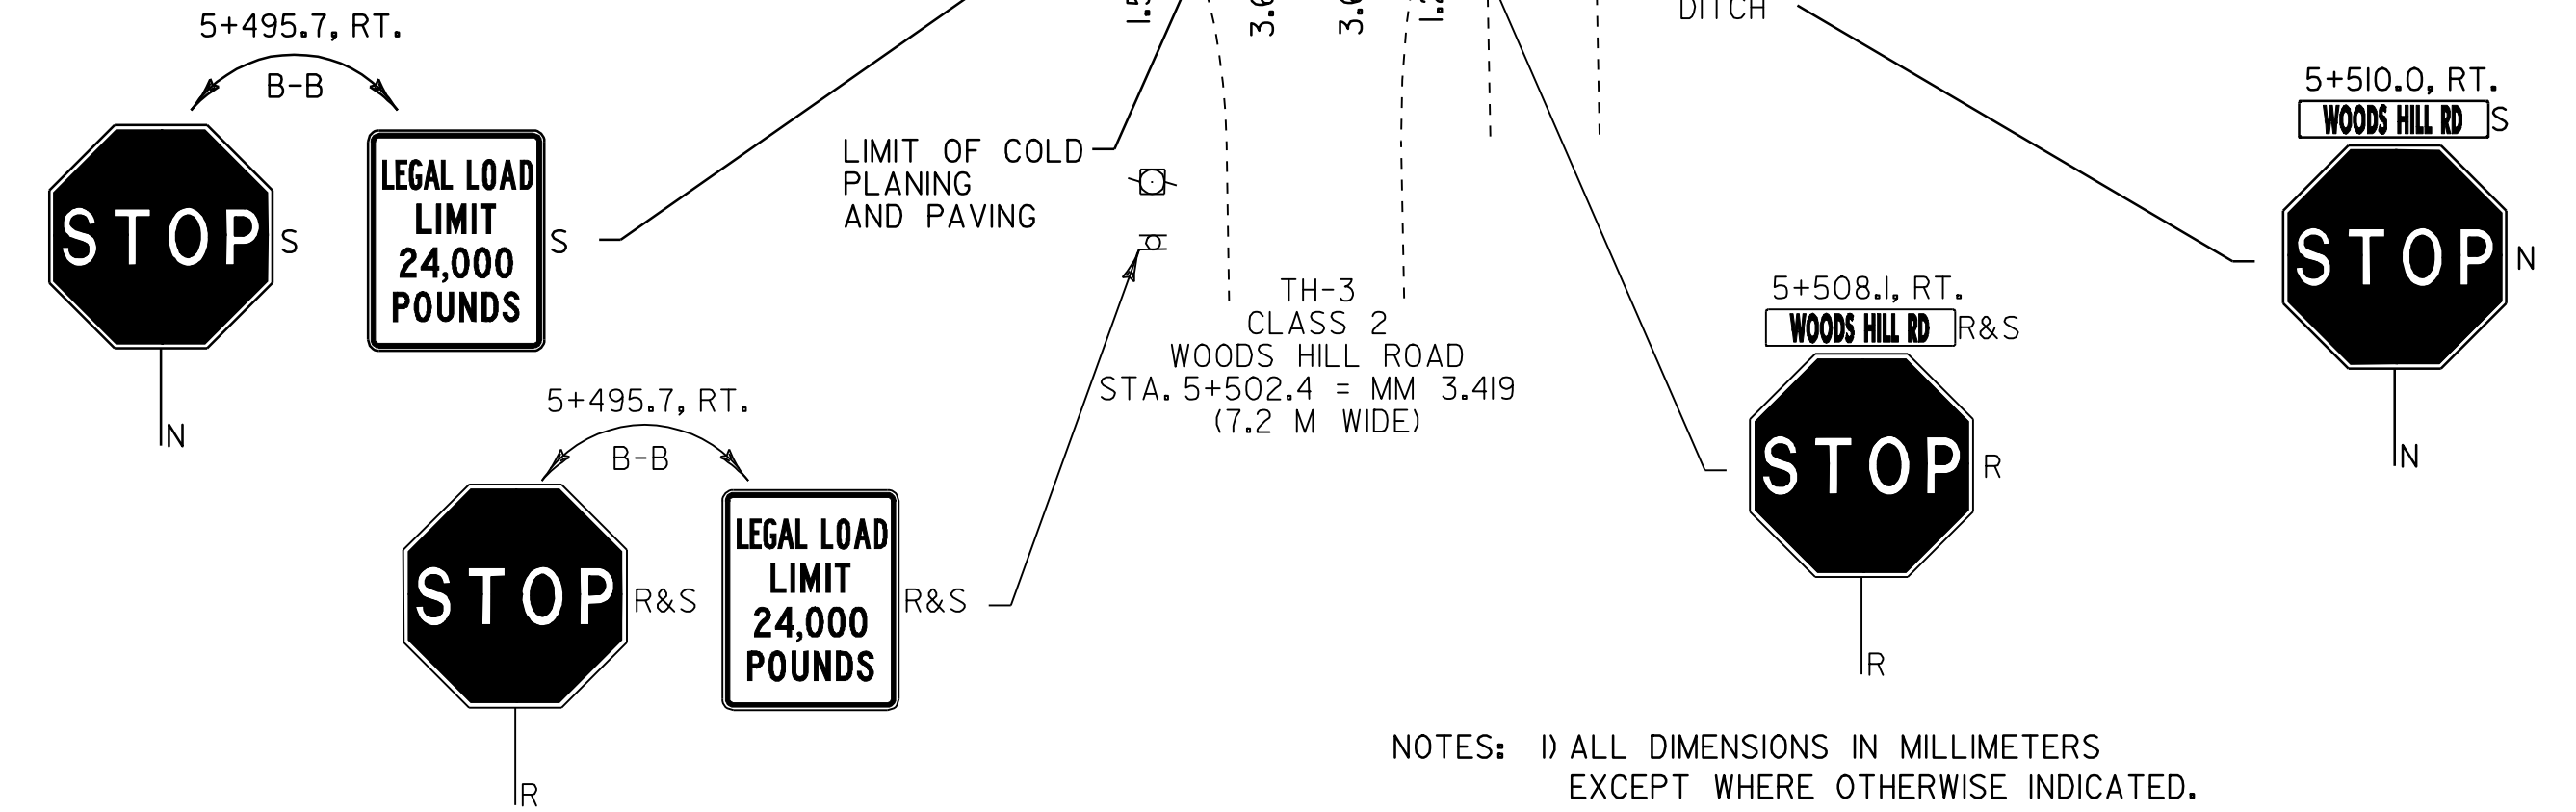 5+495.7, RT.
B-B
STOP
S
LEGAL LOAD
LIMIT
24,000
POUNDS
S
N
5+495.7, RT.
B-B
STOP
R&S
LEGAL LOAD
LIMIT
24,000
POUNDS
R&S
R
LIMIT OF COLD
PLANING
AND PAVING
TH-3
CLASS 2
WOODS HILL ROAD
STA. 5+502.4 = MM 3.419
(7.2 M WIDE)
DITCH
5+508.1, RT.
WOODS HILL RD
R&S
STOP
R
R
5+510.0, RT.
WOODS HILL RD
S
STOP
N
N
NOTES: 1) ALL DIMENSIONS IN MILLIMETERS
EXCEPT WHERE OTHERWISE INDICATED.